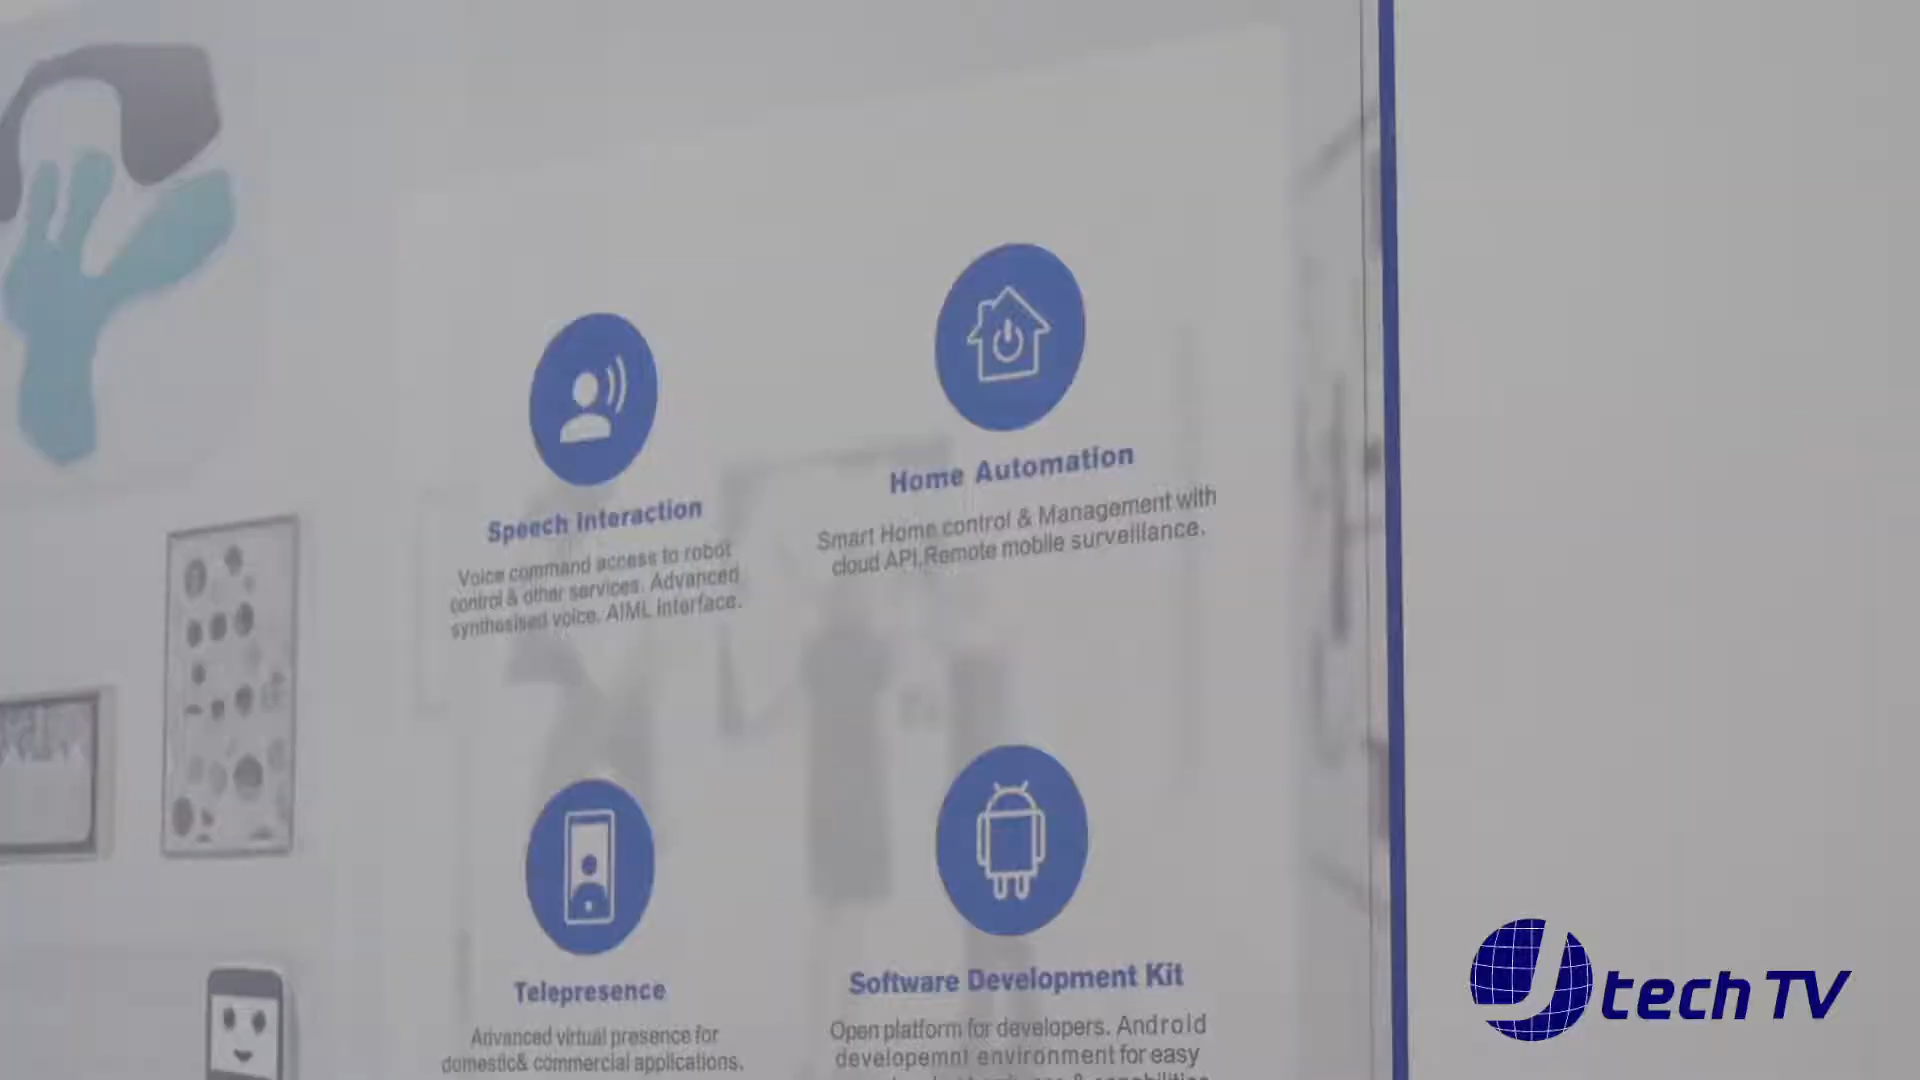 Speech Interaction
Voice command access to robot
control & other services. Advanced
synthesised voice. AIML interface.
Home Automation
Smart Home control & Management with
cloud API.Remote mobile surveillance.
Telepresence
Advanced virtual presence for
domestic& commercial applications.
Software Development Kit
Open platform for developers. Android
developemnt environment for easy
tech TV